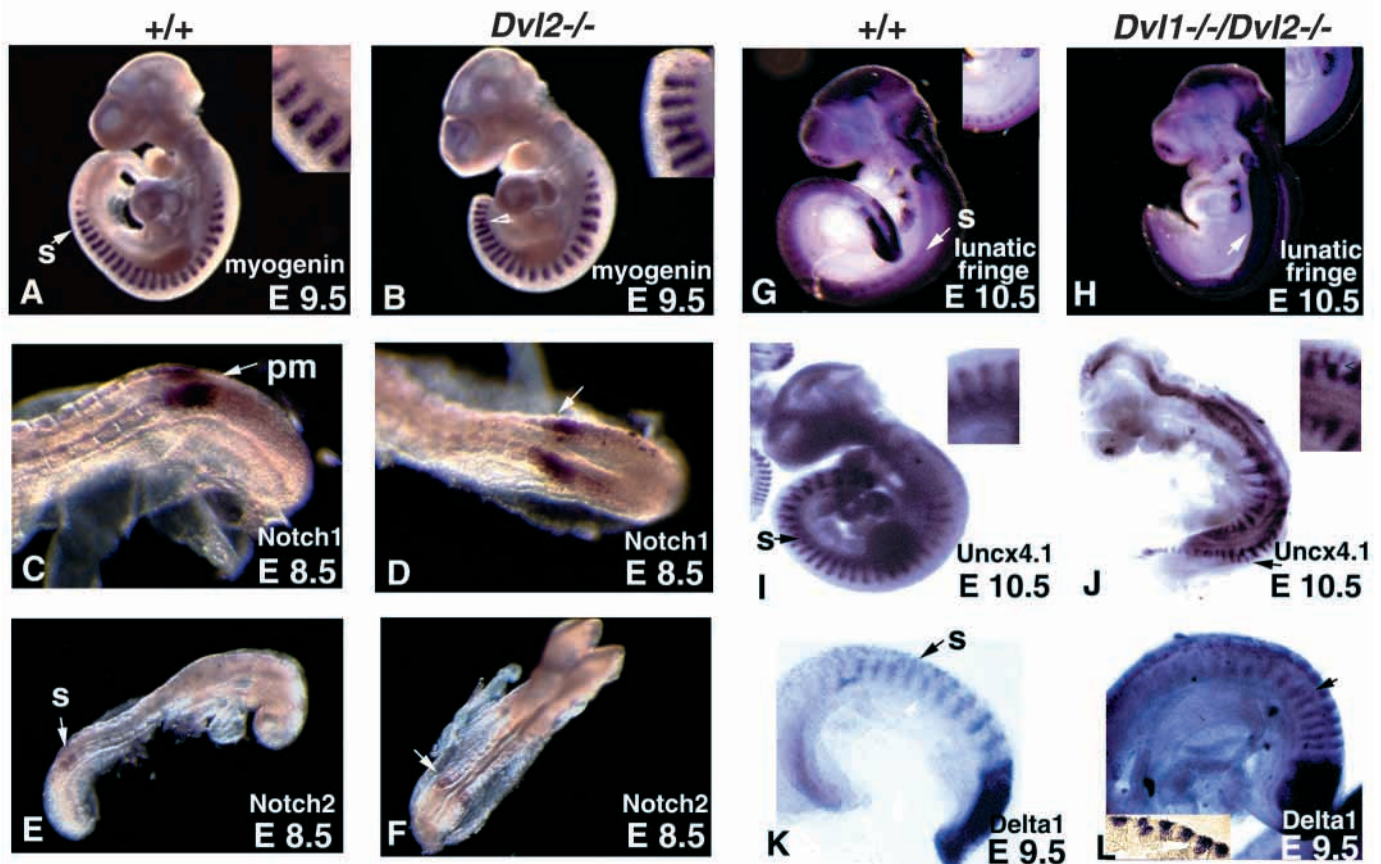 +/+
Dvl2-/-
+/+
Dvl1-/-/Dvl2-/-
S
myogenin
A
E 9.5
myogenin
B
E 9.5
S
lunatic
fringe
G
E 10.5
lunatic
fringe
H
E 10.5
pm
Notch1
C
E 8.5
Notch1
D
E 8.5
S
Uncx4.1
I
E 10.5
Uncx4.1
J
E 10.5
S
Notch2
E
E 8.5
Notch2
F
E 8.5
S
Delta1
K
E 9.5
Delta1
L
E 9.5